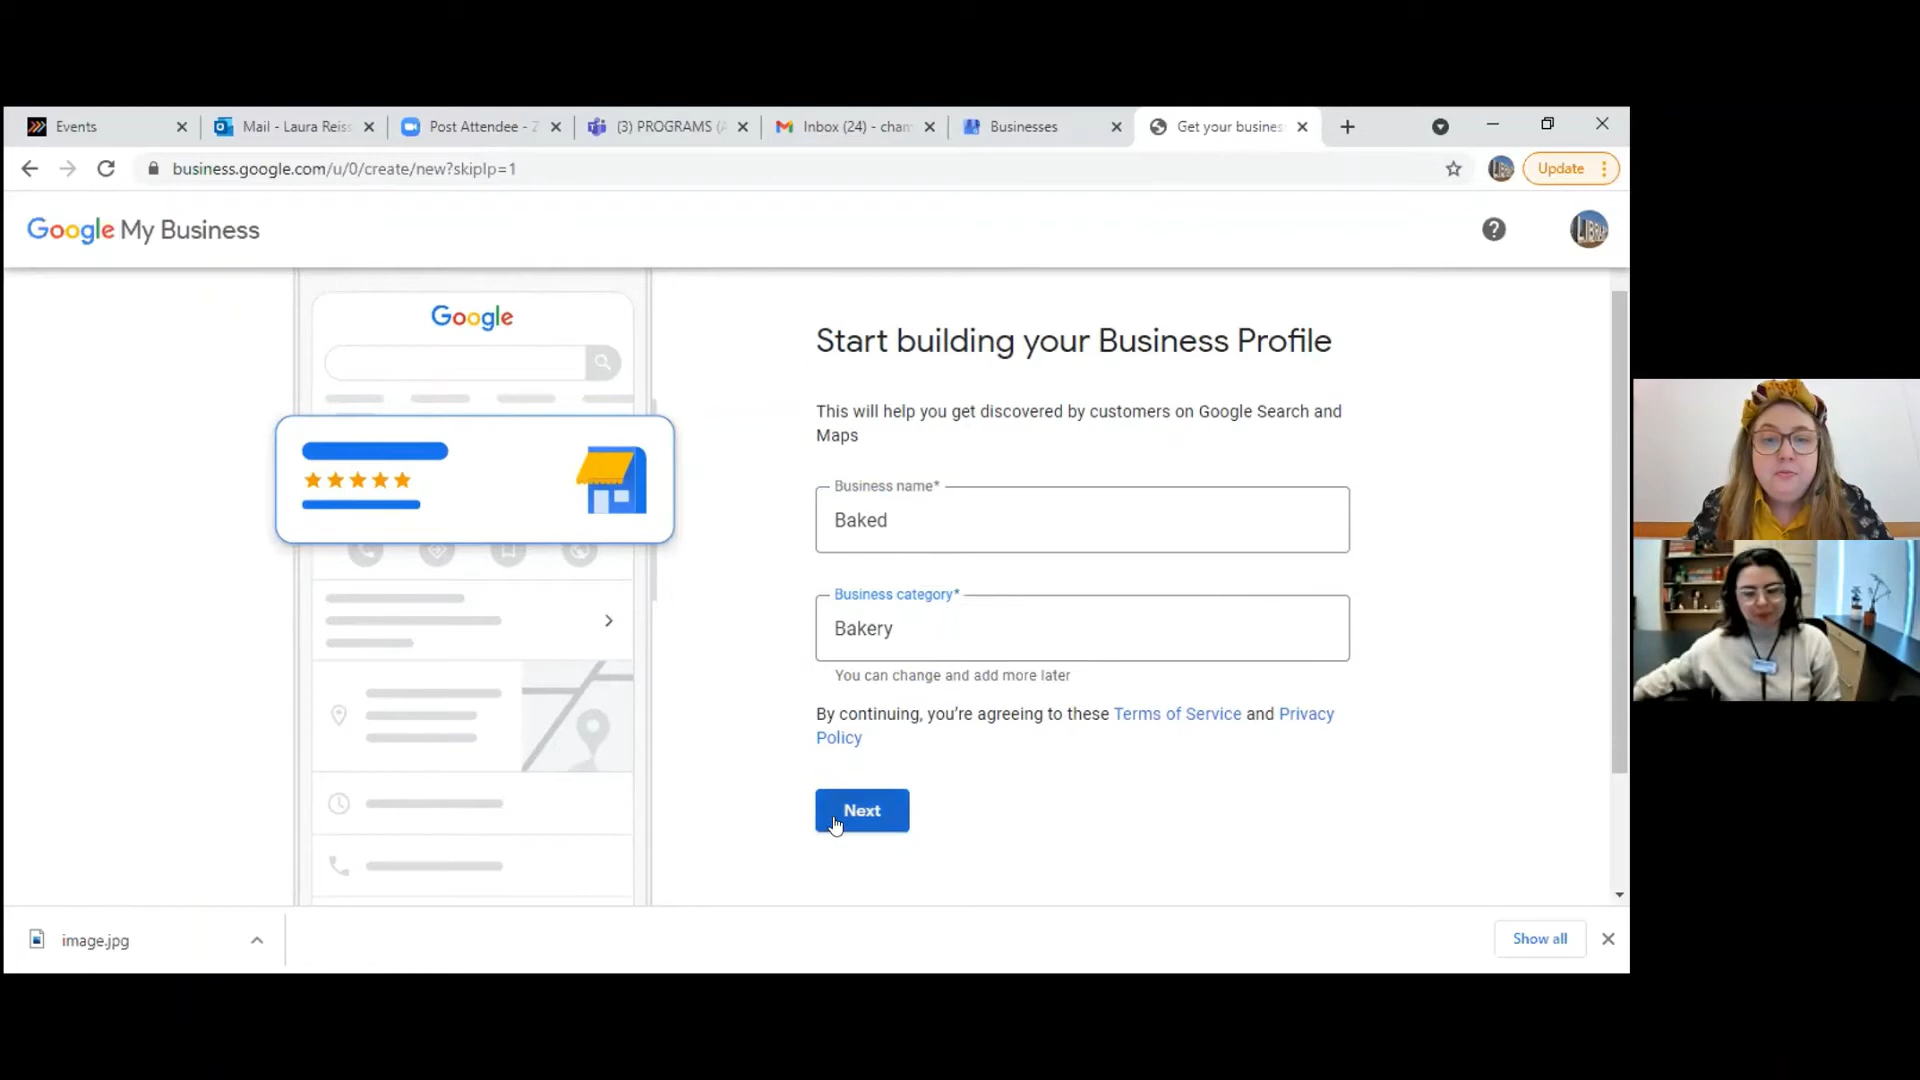 Events
Mail - Laura Reiss
Post Attendee - Z
(3) PROGRAMS (A
Inbox (24) - cham
Businesses
Get your busines
business.google.com/u/0/create/new?skiplp=1
Update
Google My Business
LIBRA
Google
Start building your Business Profile
This will help you get discovered by customers on Google Search and
Maps
Business name*
Baked
Business category*
Bakery
You can change and add more later
By continuing, you're agreeing to these Terms of Service and Privacy
Policy
Next
image.jpg
Show all